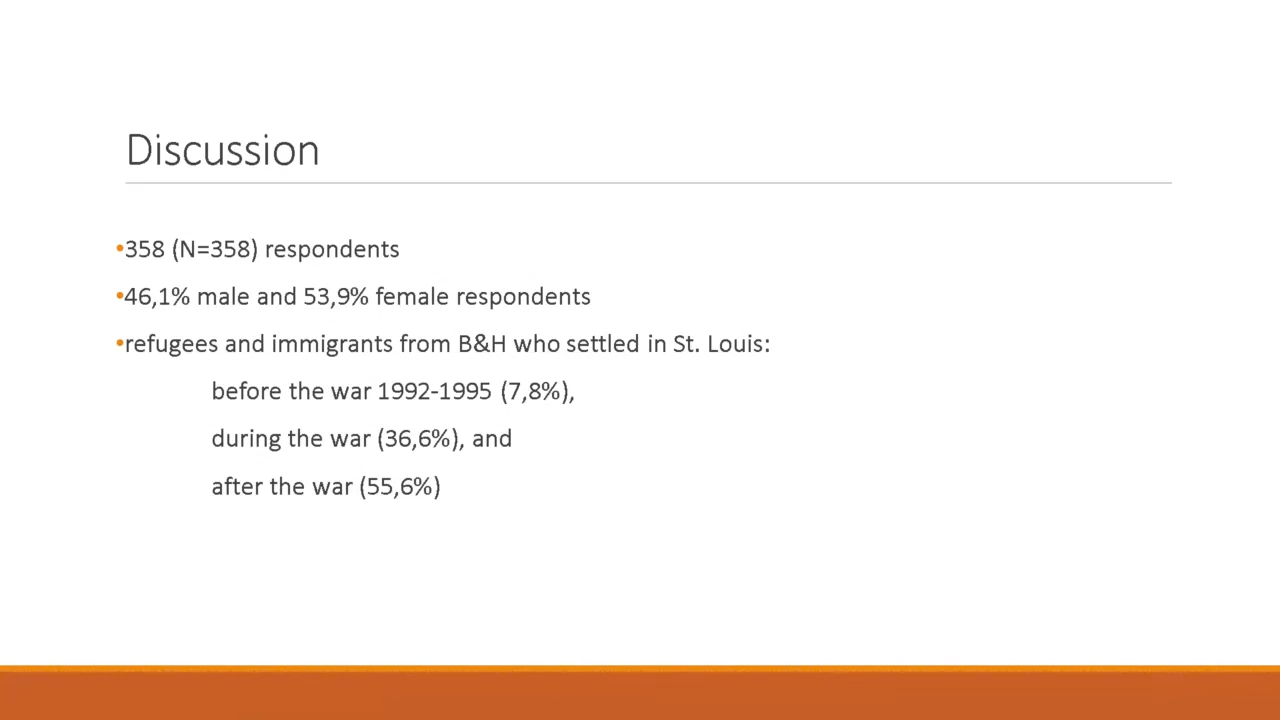 Discussion
•358 (N=358) respondents
•46,1% male and 53,9% female respondents
•refugees and immigrants from B&H who settled in St. Louis:
before the war 1992-1995 (7,8%),
during the war (36,6%), and
after the war (55,6%)